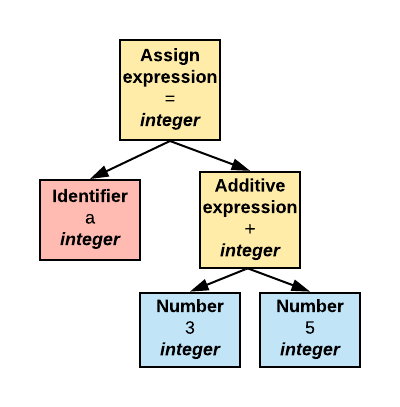 Assign
expression
=
integer
Identifier
a
integer
Additive
expression
+
integer
Number
3
integer
Number
5
integer